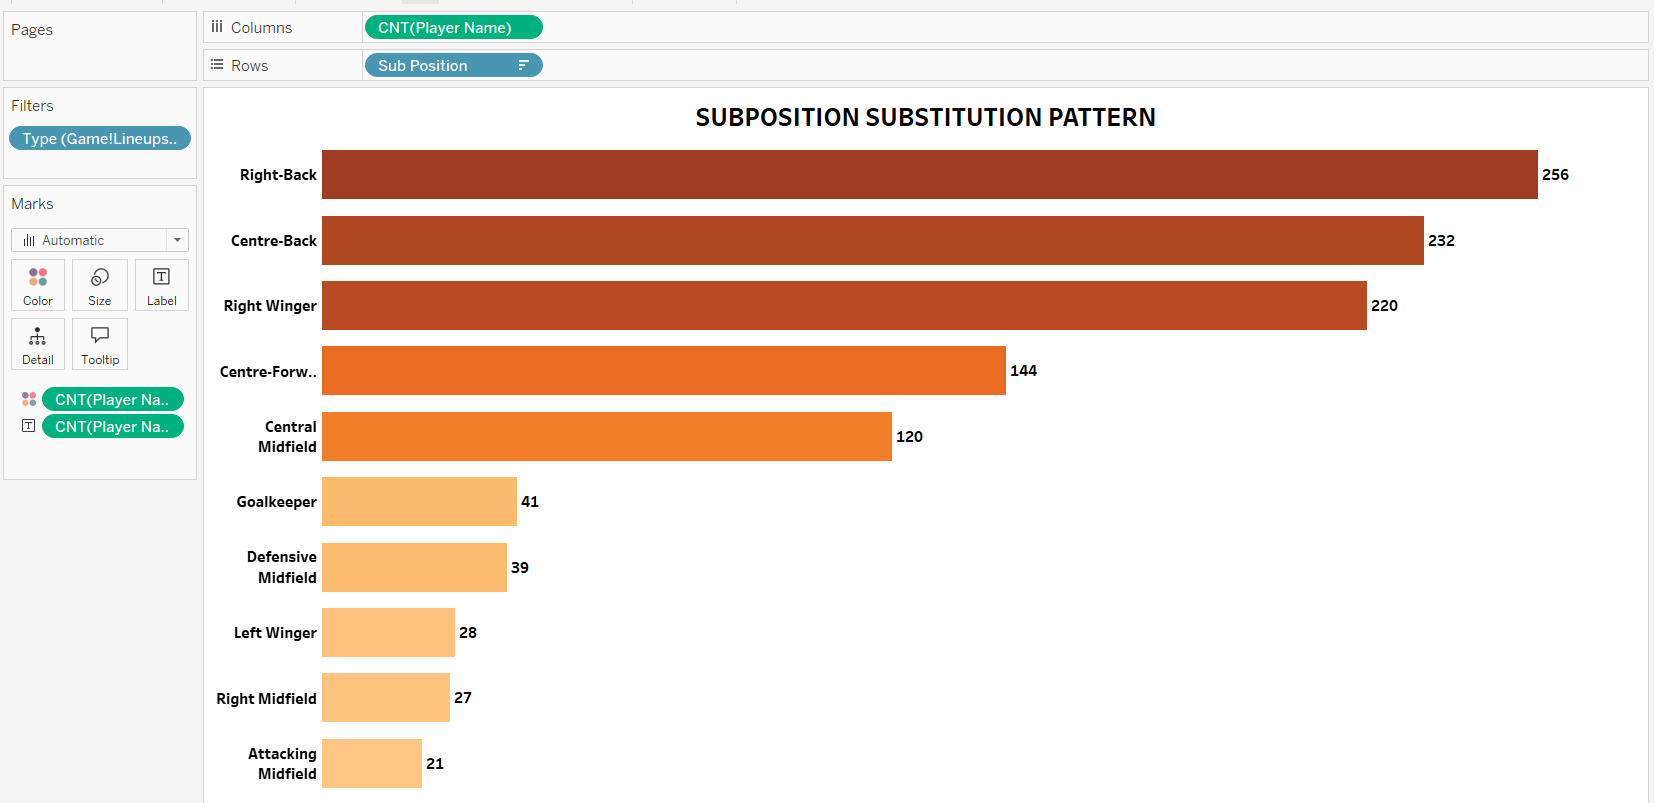 Pages
Columns
CNT(Player Name)
Rows
Sub Position
Filters
Type (Game!Lineups..
Marks
Automatic
Color
Size
Label
Detail
Tooltip
CNT(Player Na..
CNT(Player Na..
SUBPOSITION SUBSTITUTION PATTERN
Right-Back
256
Centre-Back
232
Right Winger
220
Centre-Forw..
144
Central
Midfield
120
Goalkeeper
41
Defensive
Midfield
39
Left Winger
28
Right Midfield
27
Attacking
Midfield
21